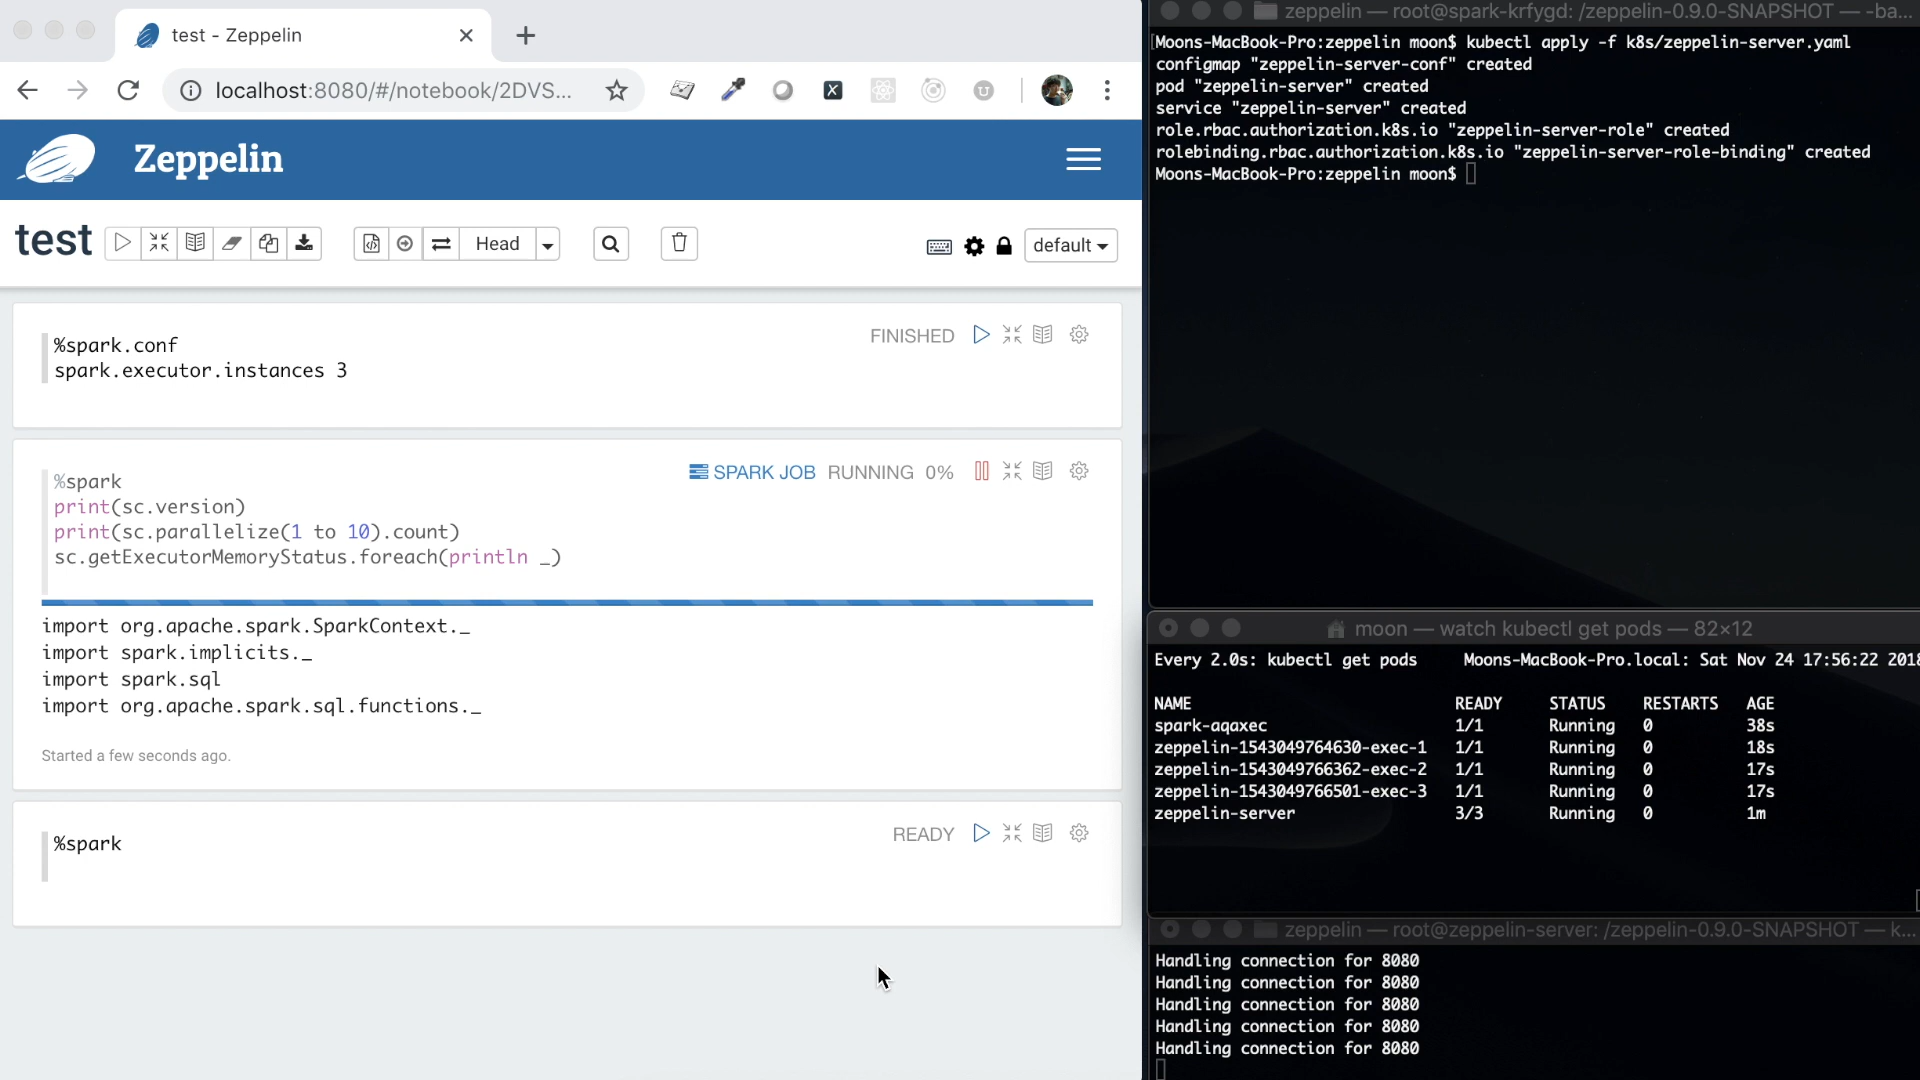 test - Zeppelin
localhost:8080/#/notebook/2DVS...
Zeppelin
test
Head
default
%spark.conf
spark.executor.instances 3
FINISHED
%spark
print(sc.version)
print(sc.parallelize(1 to 10).count)
sc.getExecutorMemoryStatus.foreach(println _)
SPARK JOB RUNNING 0%
import org.apache.spark.SparkContext._
import spark.implicits._
import spark.sql
import org.apache.spark.sql.functions._
Started a few seconds ago.
%spark
READY
zeppelin — root@spark-krfygd: /zeppelin-0.9.0-SNAPSHOT — -ba...
Moons-MacBook-Pro:zeppelin moon$ kubectl apply -f k8s/zeppelin-server.yaml
configmap "zeppelin-server-conf" created
pod "zeppelin-server" created
service "zeppelin-server" created
role.rbac.authorization.k8s.io "zeppelin-server-role" created
rolebinding.rbac.authorization.k8s.io "zeppelin-server-role-binding" created
Moons-MacBook-Pro:zeppelin moon$
moon — watch kubectl get pods — 82×12
Every 2.0s: kubectl get pods Moons-MacBook-Pro.local: Sat Nov 24 17:56:22 2018
NAME READY STATUS RESTARTS AGE
spark-aqaxec 1/1 Running 0 38s
zeppelin-1543049764630-exec-1 1/1 Running 0 18s
zeppelin-1543049766362-exec-2 1/1 Running 0 17s
zeppelin-1543049766501-exec-3 1/1 Running 0 17s
zeppelin-server 3/3 Running 0 1m
zeppelin — root@zeppelin-server: /zeppelin-0.9.0-SNAPSHOT — k...
Handling connection for 8080
Handling connection for 8080
Handling connection for 8080
Handling connection for 8080
Handling connection for 8080